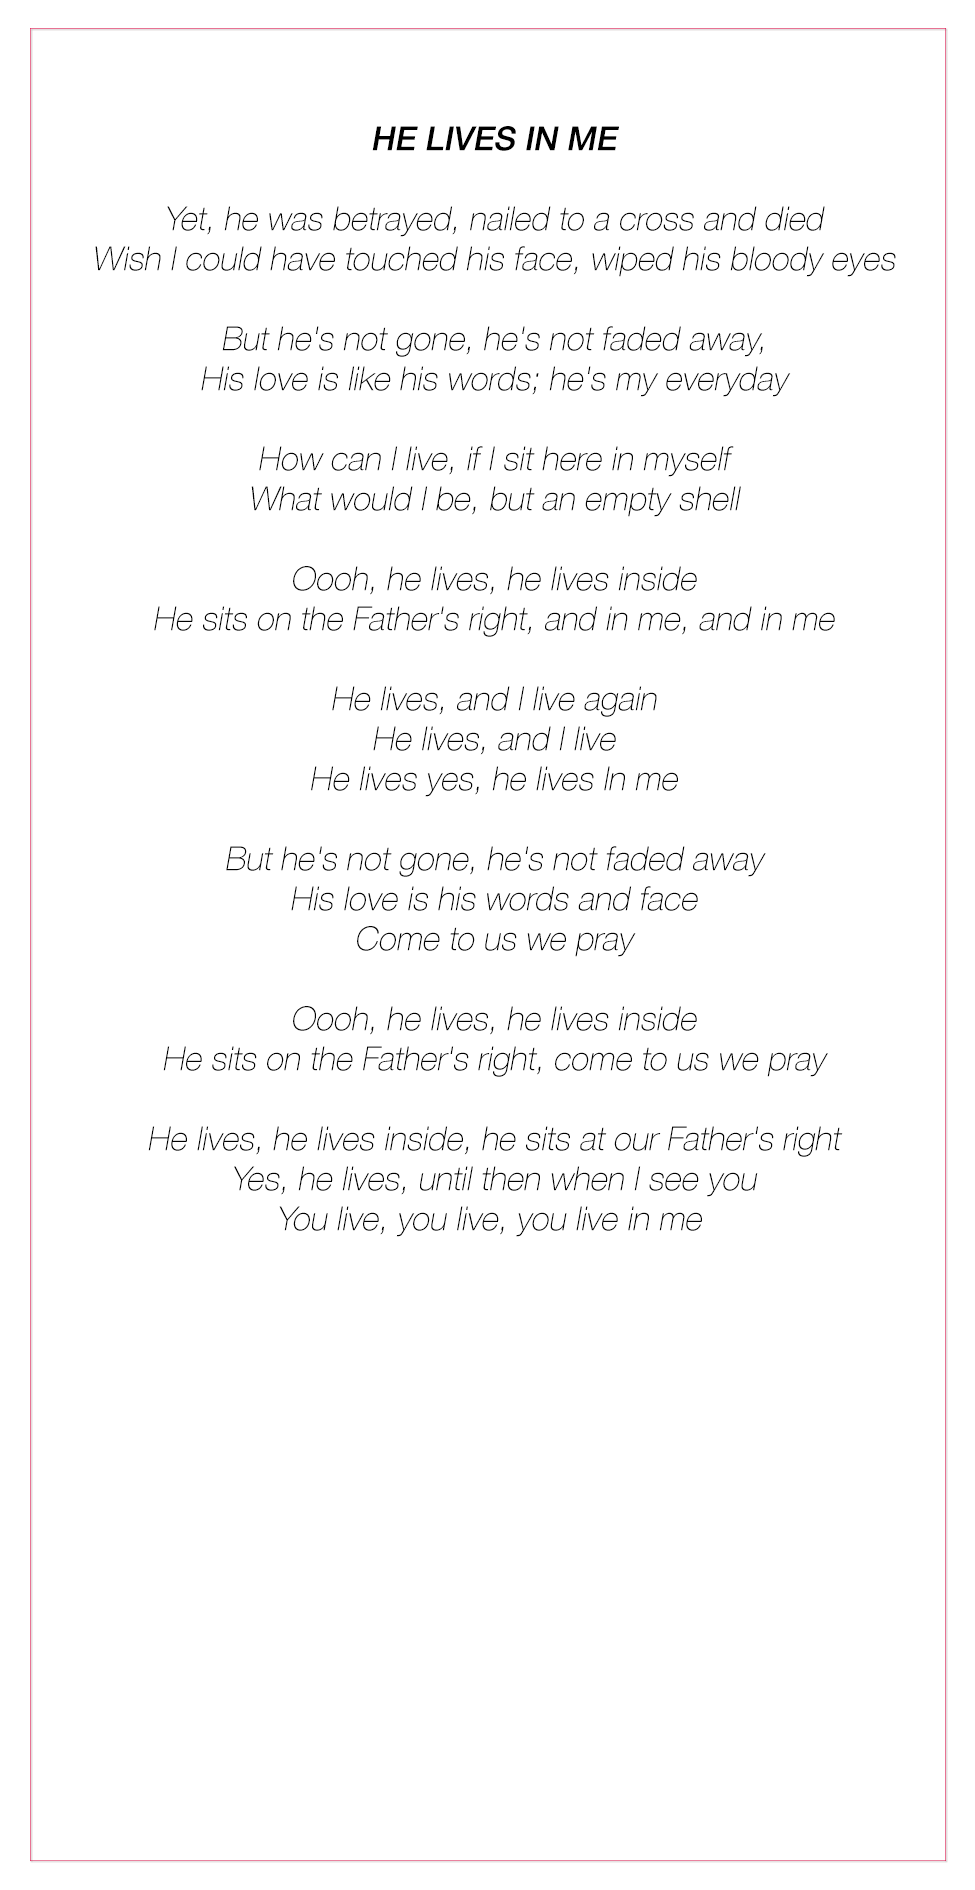 HE LIVES IN ME
Yet, he was betrayed, nailed to a cross and died
Wish I could have touched his face, wiped his bloody eyes
But he's not gone, he's not faded away,
His love is like his words; he's my everyday
How can I live, if I sit here in myself
What would I be, but an empty shell
Oooh, he lives, he lives inside
He sits on the Father's right, and in me, and in me
He lives, and I live again
He lives, and I live
He lives yes, he lives In me
But he's not gone, he's not faded away
His love is his words and face
Come to us we pray
Oooh, he lives, he lives inside
He sits on the Father's right, come to us we pray
He lives, he lives inside, he sits at our Father's right
Yes, he lives, until then when I see you
You live, you live, you live in me